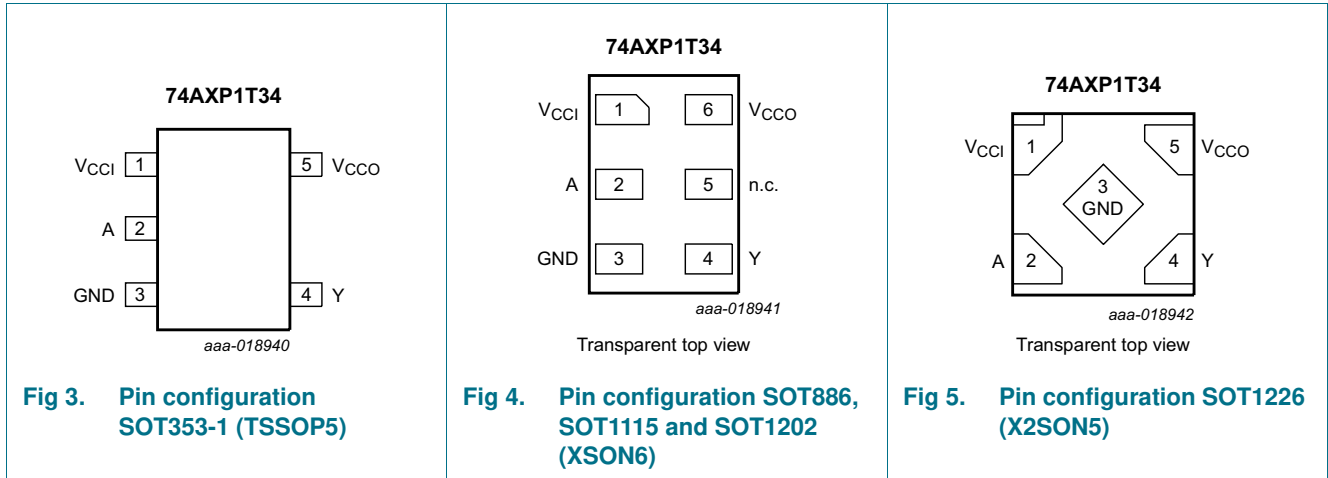 74AXP1T34
VCCI 1 5 VCCO
A 2
GND 3 4 Y
aaa-018940
Fig 3. Pin configuration
SOT353-1 (TSSOP5)
74AXP1T34
VCCI 1 6 VCCO
A 2 5 n.c.
GND 3 4 Y
aaa-018941
Transparent top view
Fig 4. Pin configuration SOT886,
SOT1115 and SOT1202
(XSON6)
74AXP1T34
VCCI 1 5 VCCO
3
GND
A 2 4 Y
aaa-018942
Transparent top view
Fig 5. Pin configuration SOT1226
(X2SON5)